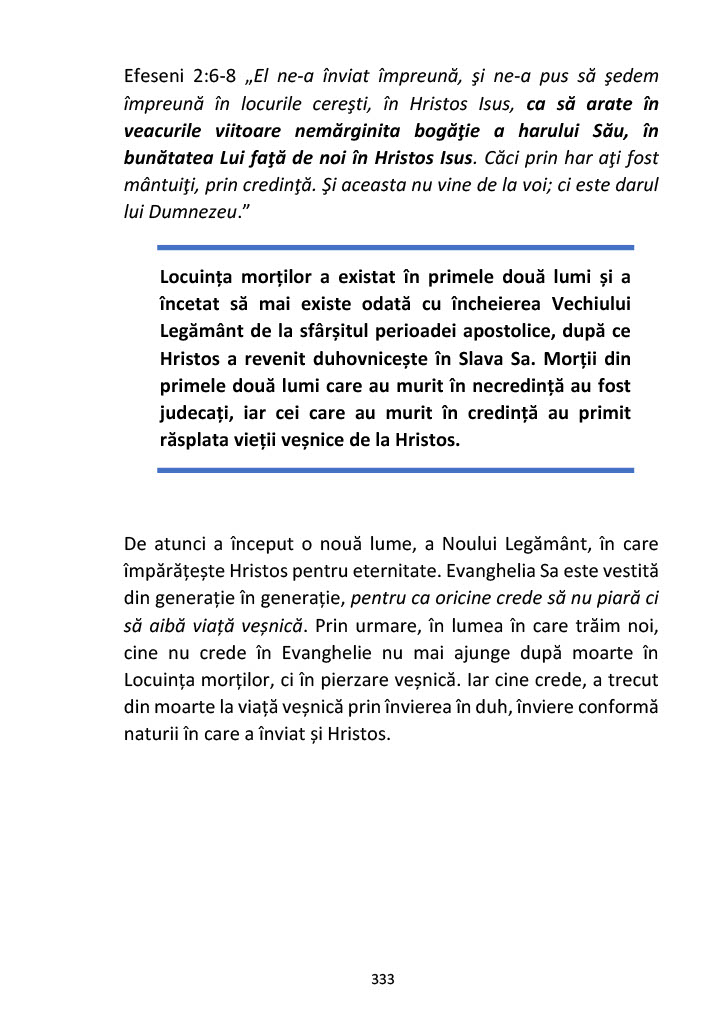 Efeseni 2:6-8 „El ne-a înviat împreună, şi ne-a pus să şedem
împreună în locurile cereşti, în Hristos Isus, ca să arate în
veacurile viitoare nemărginita bogăţie a harului Său, în
bunătatea Lui faţă de noi în Hristos Isus. Căci prin har aţi fost
mântuiţi, prin credinţă. Şi aceasta nu vine de la voi; ci este darul
lui Dumnezeu.”
Locuința morților a existat în primele două lumi și a
încetat să mai existe odată cu încheierea Vechiului
Legământ de la sfârșitul perioadei apostolice, după ce
Hristos a revenit duhovnicește în Slava Sa. Morții din
primele două lumi care au murit în necredință au fost
judecați, iar cei care au murit în credință au primit
răsplata vieții veșnice de la Hristos.
De atunci a început o nouă lume, a Noului Legământ, în care
împărățește Hristos pentru eternitate. Evanghelia Sa este vestită
din generație în generație, pentru ca oricine crede să nu piară ci
să aibă viață veșnică. Prin urmare, în lumea în care trăim noi,
cine nu crede în Evanghelie nu mai ajunge după moarte în
Locuința morților, ci în pierzare veșnică. Iar cine crede, a trecut
din moarte la viață veșnică prin învierea în duh, înviere conformă
naturii în care a înviat și Hristos.
333